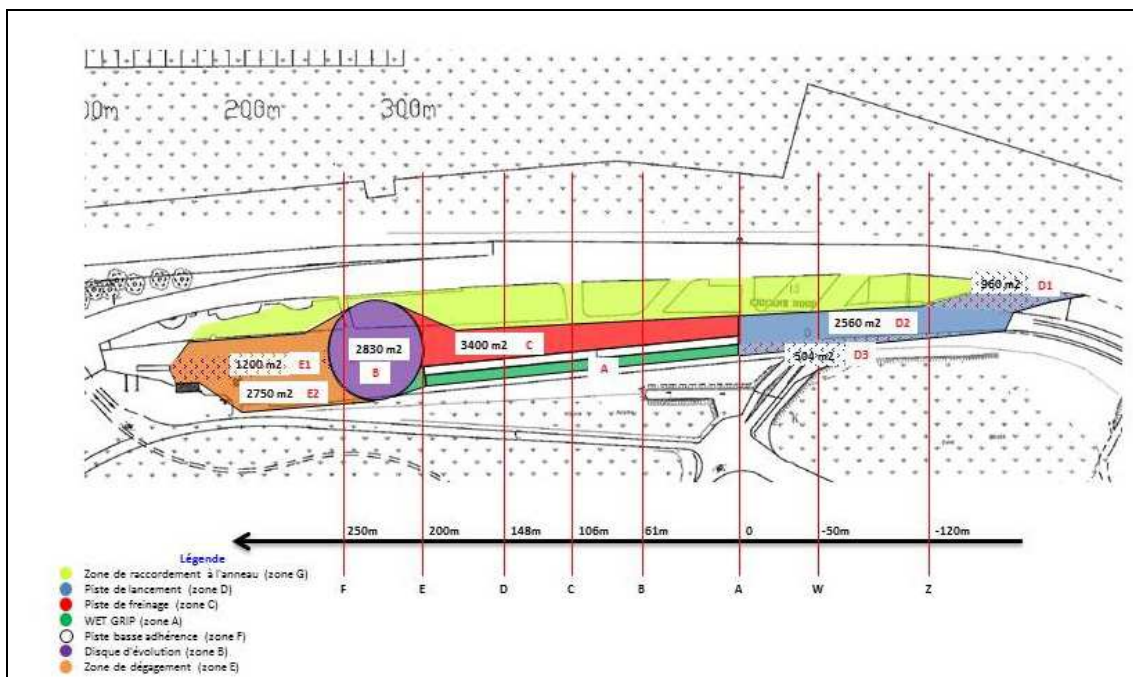 00m 200m 300m
960 m2 D1
2560 m2 D2
2830 m2
3400 m2 C
504 m2 D3
1200 m2 E1
B
A
2750 m2 E2
250m 200m 148m 106m 61m 0 -50m -120m
Légende
Zone de raccordement à l'anneau (zone G)
Piste de lancement (zone D)
F E D C B A W Z
Piste de freinage (zone C)
WET GRIP (zone A)
Piste basse adhérence (zone F)
Disque d'évolution (zone B)
Zone de dégagement (zone E)